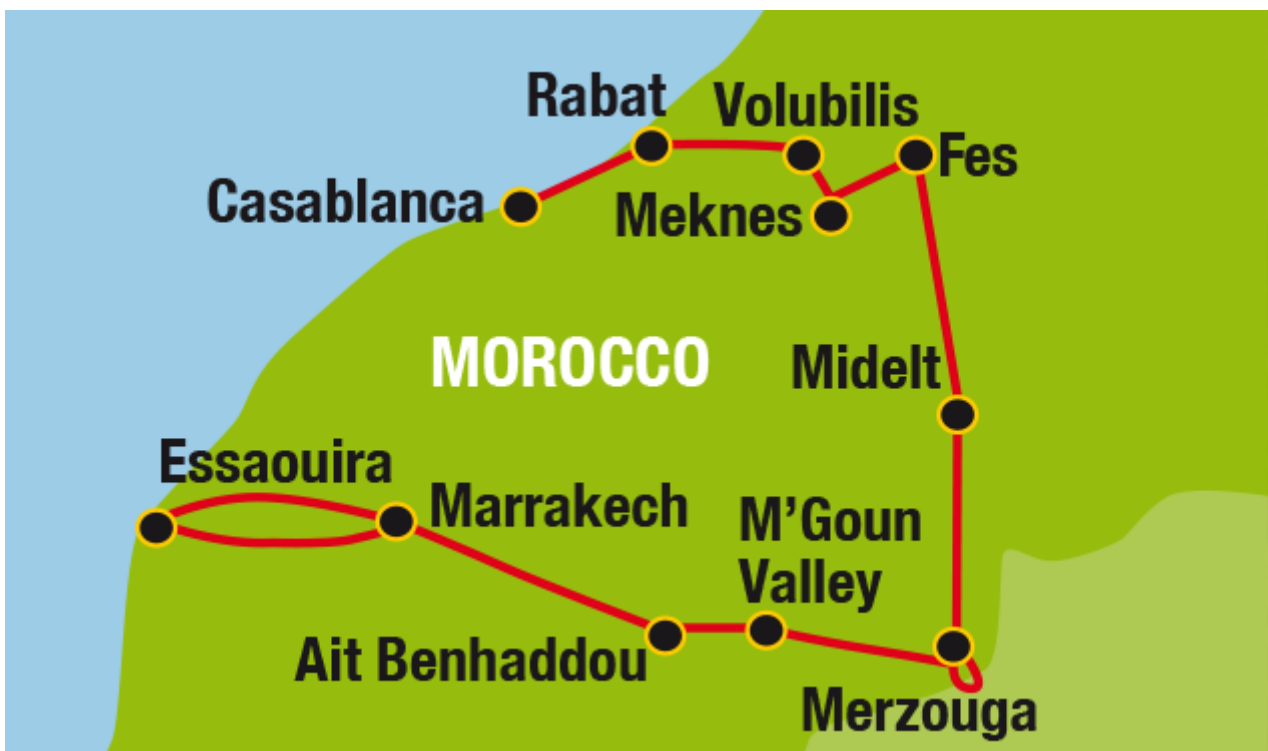 Rabat
Volubilis
Fes
Casablanca
Meknes
MOROCCO
Midelt
Essaouira
Marrakech
M’Goun
Valley
Ait Benhaddou
Merzouga